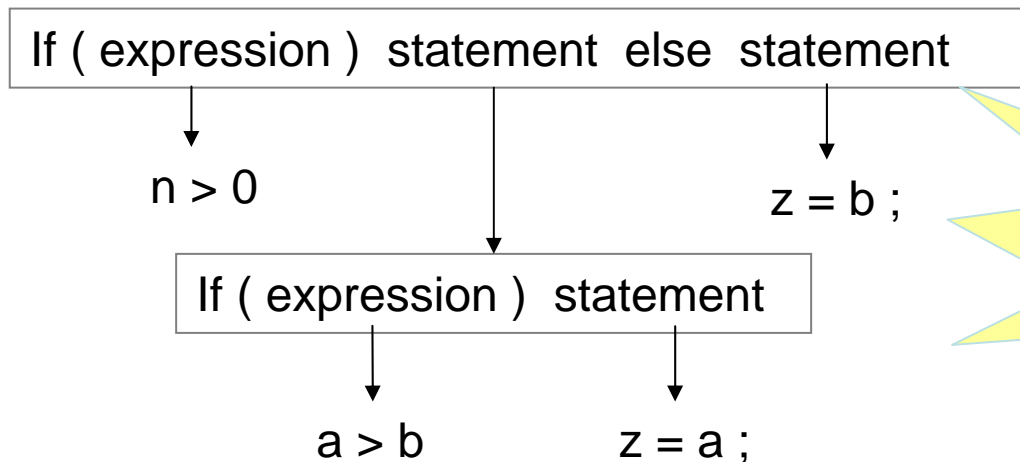 If ( expression )  statement  else  statement
n > 0
z = b ;
If ( expression )  statement
a > b
z = a ;